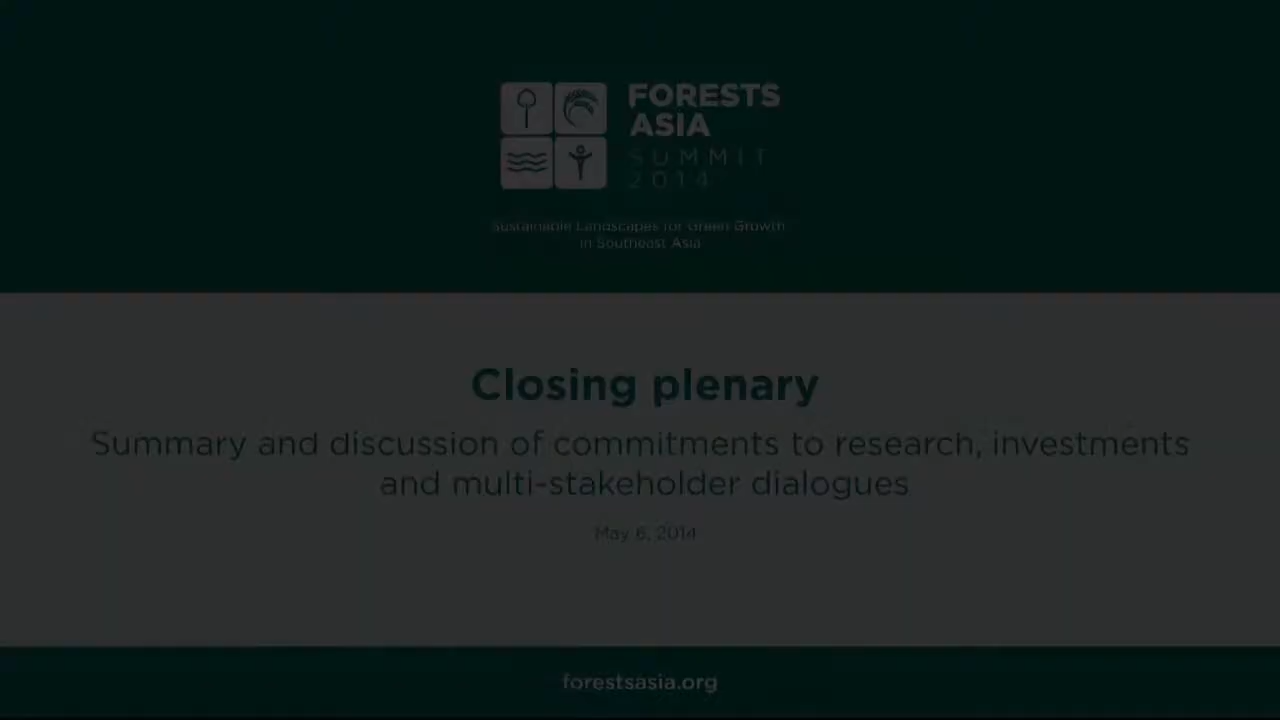 FORESTS
ASIA
SUMMIT
2014
Sustainable Landscapes for Green Growth
in Southeast Asia
Closing plenary
Summary and discussion of commitments to research, investments
and multi-stakeholder dialogues
May 6, 2014
forestsasia.org